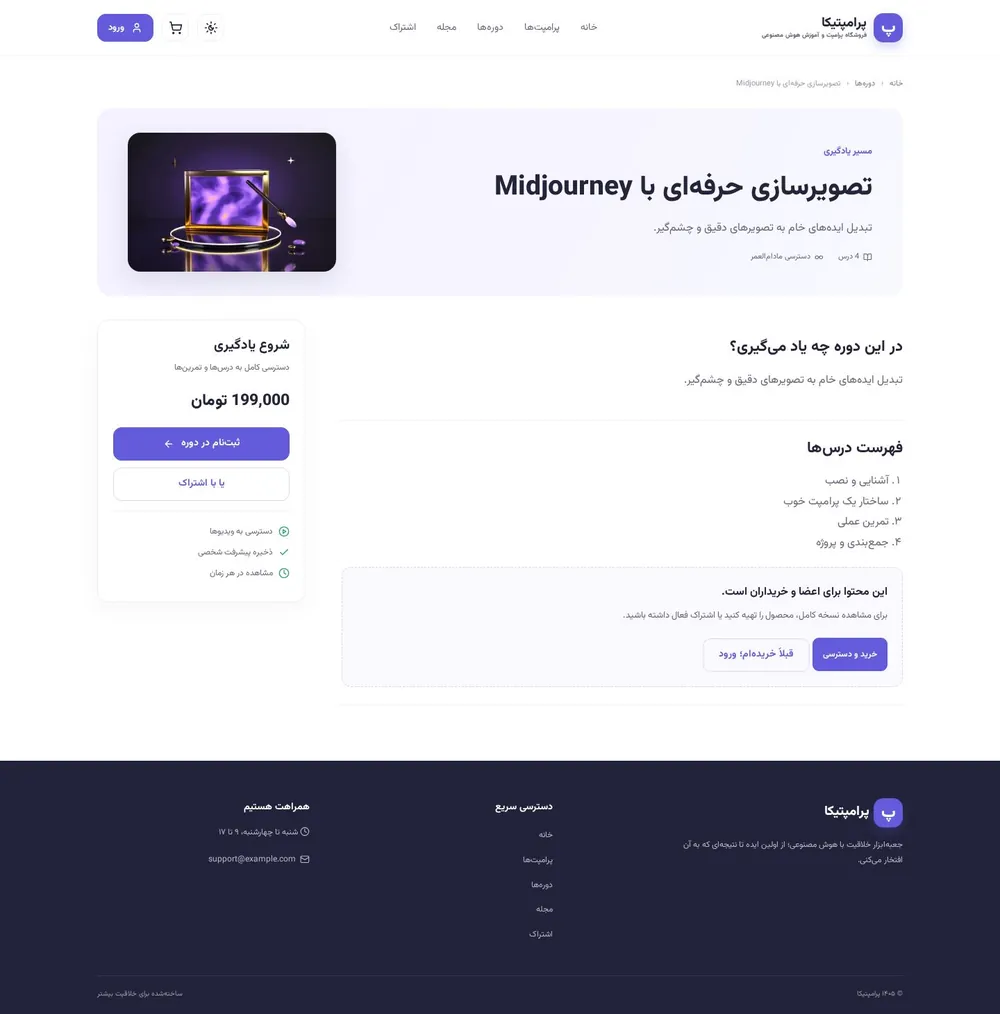 پرامپتیکا
فروشگاه پرامپت و آموزش هوش مصنوعی
خانه
پرامپت‌ها
دوره‌ها
مجله
اشتراک
ورود
خانه › دوره‌ها › تصویرسازی حرفه‌ای با Midjourney
مسیر یادگیری
تصویرسازی حرفه‌ای با Midjourney
تبدیل ایده‌های خام به تصویرهای دقیق و چشم‌گیر.
4 درس
دسترسی مادام‌العمر
در این دوره چه یاد می‌گیری؟
تبدیل ایده‌های خام به تصویرهای دقیق و چشم‌گیر.
فهرست درس‌ها
۱. آشنایی و نصب
۲. ساختار یک پرامپت خوب
۳. تمرین عملی
۴. جمع‌بندی و پروژه
این محتوا برای اعضا و خریداران است.
برای مشاهده نسخه کامل، محصول را تهیه کنید یا اشتراک فعال داشته باشید.
خرید و دسترسی
قبلاً خریده‌ام؛ ورود
شروع یادگیری
دسترسی کامل به درس‌ها و تمرین‌ها
199,000 تومان
ثبت‌نام در دوره ←
یا با اشتراک
دسترسی به ویدیوها
ذخیره پیشرفت شخصی
مشاهده در هر زمان
پ
پرامپتیکا
جعبه‌ابزار خلاقیت با هوش مصنوعی؛ از اولین ایده تا نتیجه‌ای که به آن
افتخار می‌کنی.
دسترسی سریع
خانه
پرامپت‌ها
دوره‌ها
مجله
اشتراک
همراهت هستیم
شنبه تا چهارشنبه، ۹ تا ۱۷
support@example.com
© ۱۴۰۵ پرامپتیکا
ساخته‌شده برای خلاقیت بیشتر